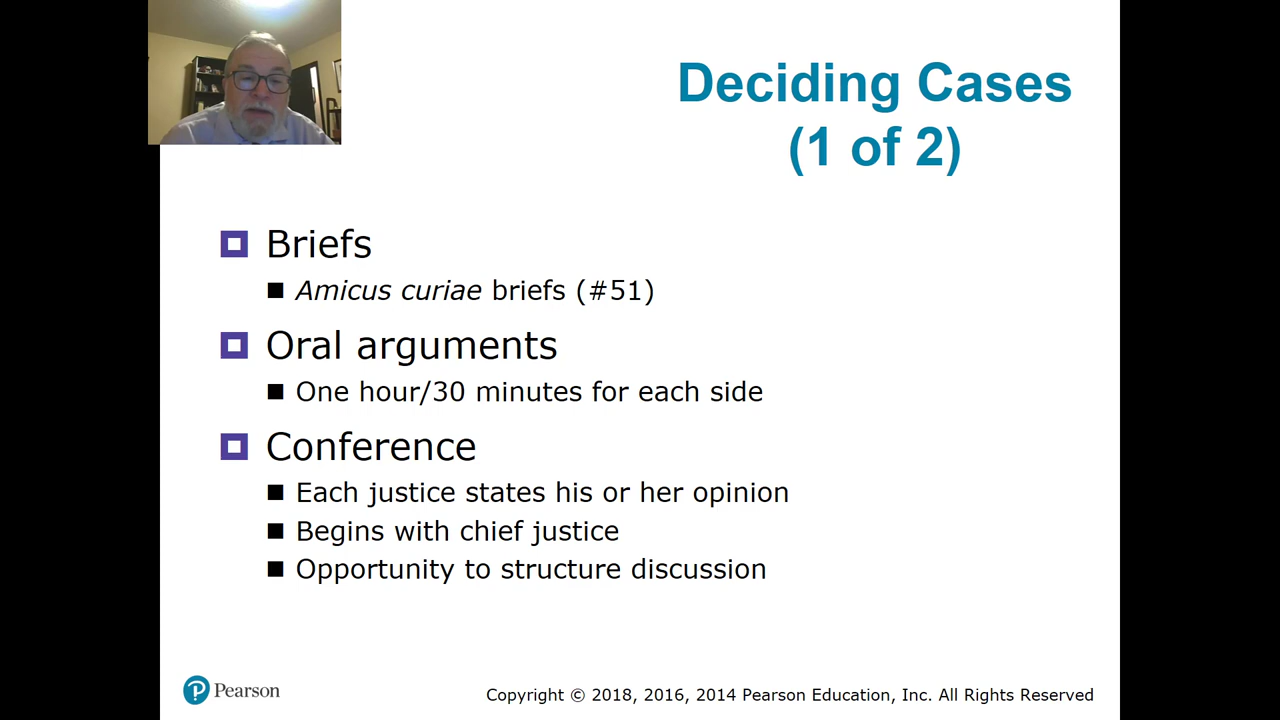 Deciding Cases
(1 of 2)
Briefs
Amicus curiae briefs (#51)
Oral arguments
One hour/30 minutes for each side
Conference
Each justice states his or her opinion
Begins with chief justice
Opportunity to structure discussion
Pearson
Copyright © 2018, 2016, 2014 Pearson Education, Inc. All Rights Reserved